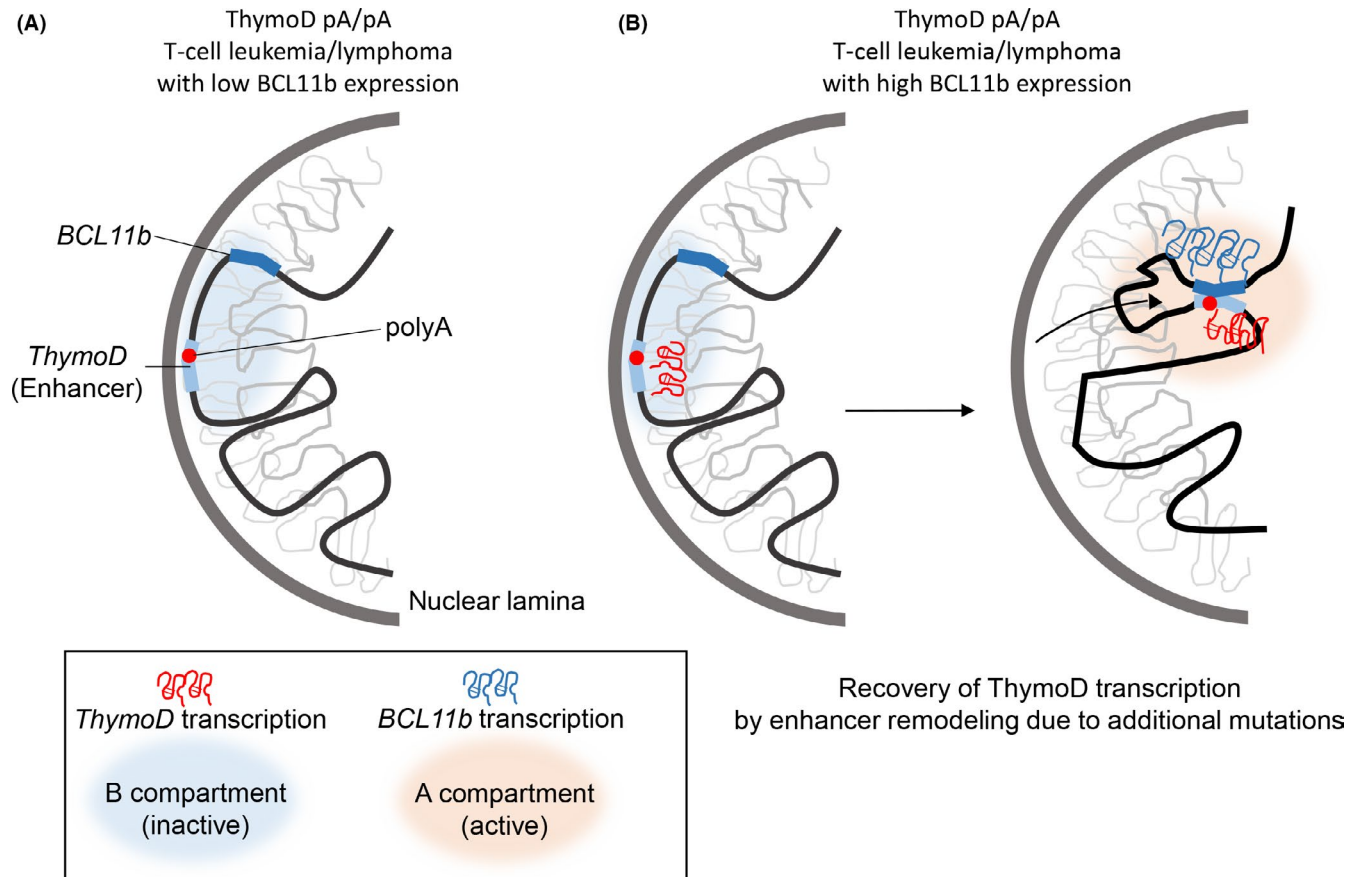 (A)
ThymoD pA/pA
T-cell leukemia/lymphoma
with low BCL11b expression
(B)
ThymoD pA/pA
T-cell leukemia/lymphoma
with high BCL11b expression
BCL11b
polyA
ThymoD
(Enhancer)
Nuclear lamina
ThymoD transcription
BCL11b transcription
B compartment
(inactive)
A compartment
(active)
Recovery of ThymoD transcription
by enhancer remodeling due to additional mutations